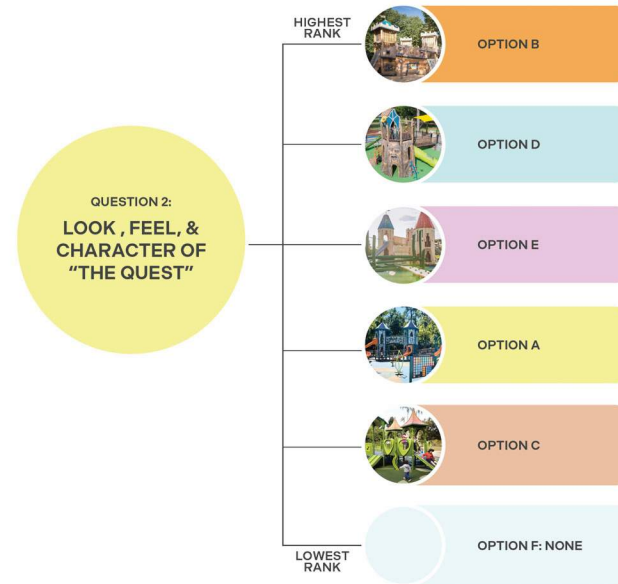 HIGHEST
RANK
OPTION B
OPTION D
QUESTION 2:
LOOK , FEEL, &
CHARACTER OF
“THE QUEST”
OPTION E
OPTION A
OPTION C
OPTION F: NONE
LOWEST
RANK